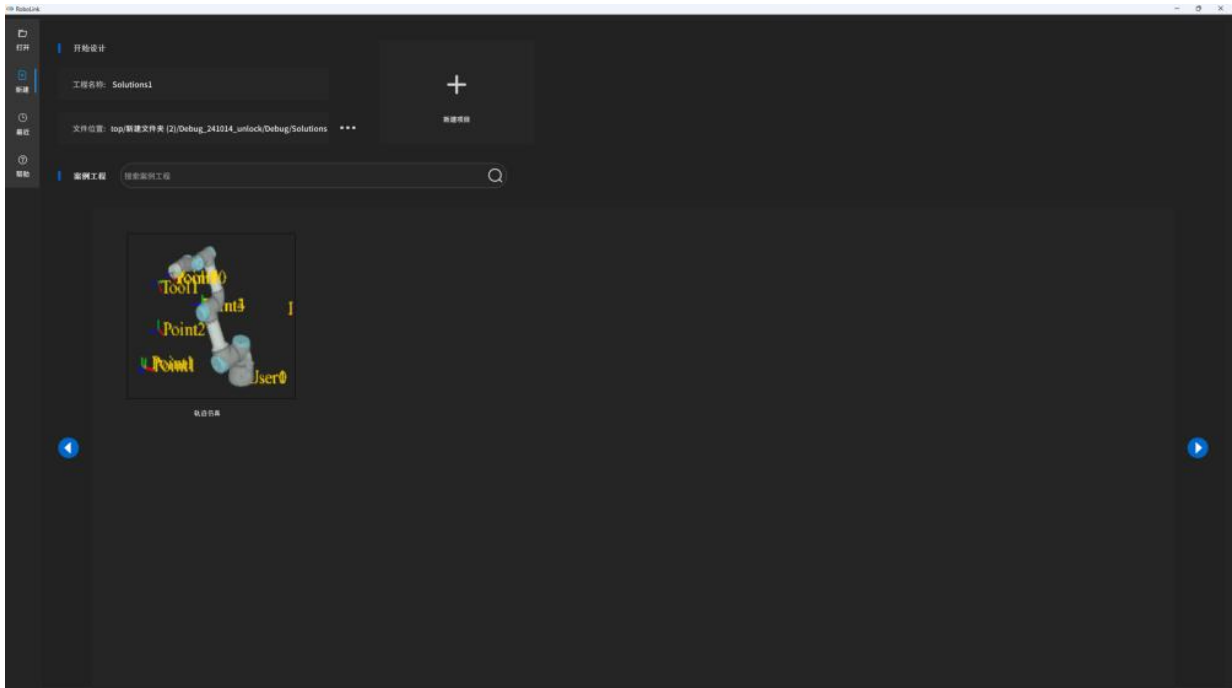 RoboLink
打开
开始设计
工程名称: Solutions1
新建
新建项目
最近
文件位置: top/新建文件夹 (2)/Debug_241014_unlock/Debug/Solutions
帮助
案例工程
搜索案例工程
Tool1
Point2
User0
轨迹仿真